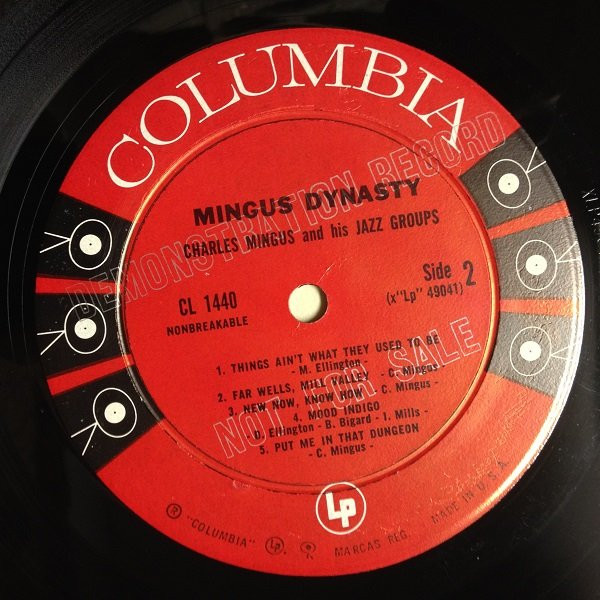 COLUMBIA
DEMONSTRATION RECORD
MINGUS DYNASTY
CHARLES MINGUS and his JAZZ GROUPS
CL 1440
NONBREAKABLE
Side 2
(x"Lp" 49041)
1. THINGS AIN'T WHAT THEY USED TO BE
- M. Ellington -
2. FAR WELLS, MILL VALLEY - C. Mingus -
3. NEW NOW, KNOW HOW - C. Mingus -
4. MOOD INDIGO
- D. Ellington - B. Bigard - I. Mills -
5. PUT ME IN THAT DUNGEON
- C. Mingus -
NOT FOR SALE
Lp
® "COLUMBIA" MARCAS REG. MADE IN U.S.A.